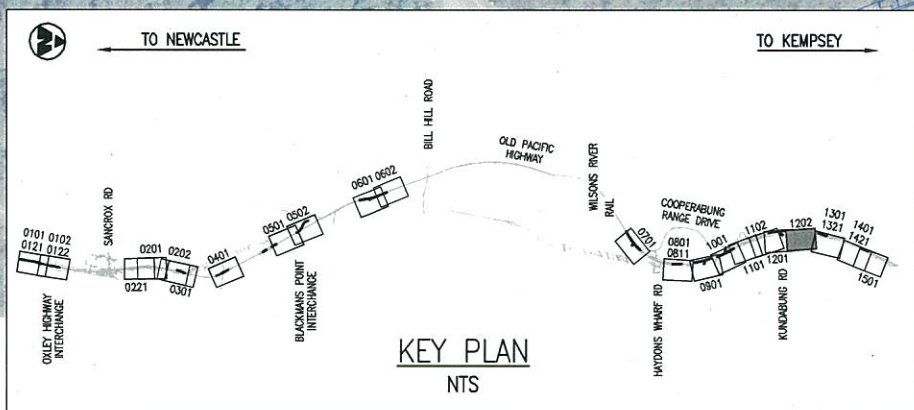 TO NEWCASTLE
TO KEMPSEY
BILL HILL ROAD
OLD PACIFIC
HIGHWAY
WILSONS RIVER
RAIL
COOPERABUNG
RANGE DRIVE
SANCROX RD
0101 0102
0121 0122
OXLEY HIGHWAY
INTERCHANGE
0201
0202
0221
0301
0401
0501
0502
BLACKMANS POINT
INTERCHANGE
0601 0602
0701
0801
0811
HAYDONS WHARF RD
0901
1001
1101
1102
1201
KUNDABUNG RD
1202
1301
1321
1401
1421
1501
KEY PLAN
NTS